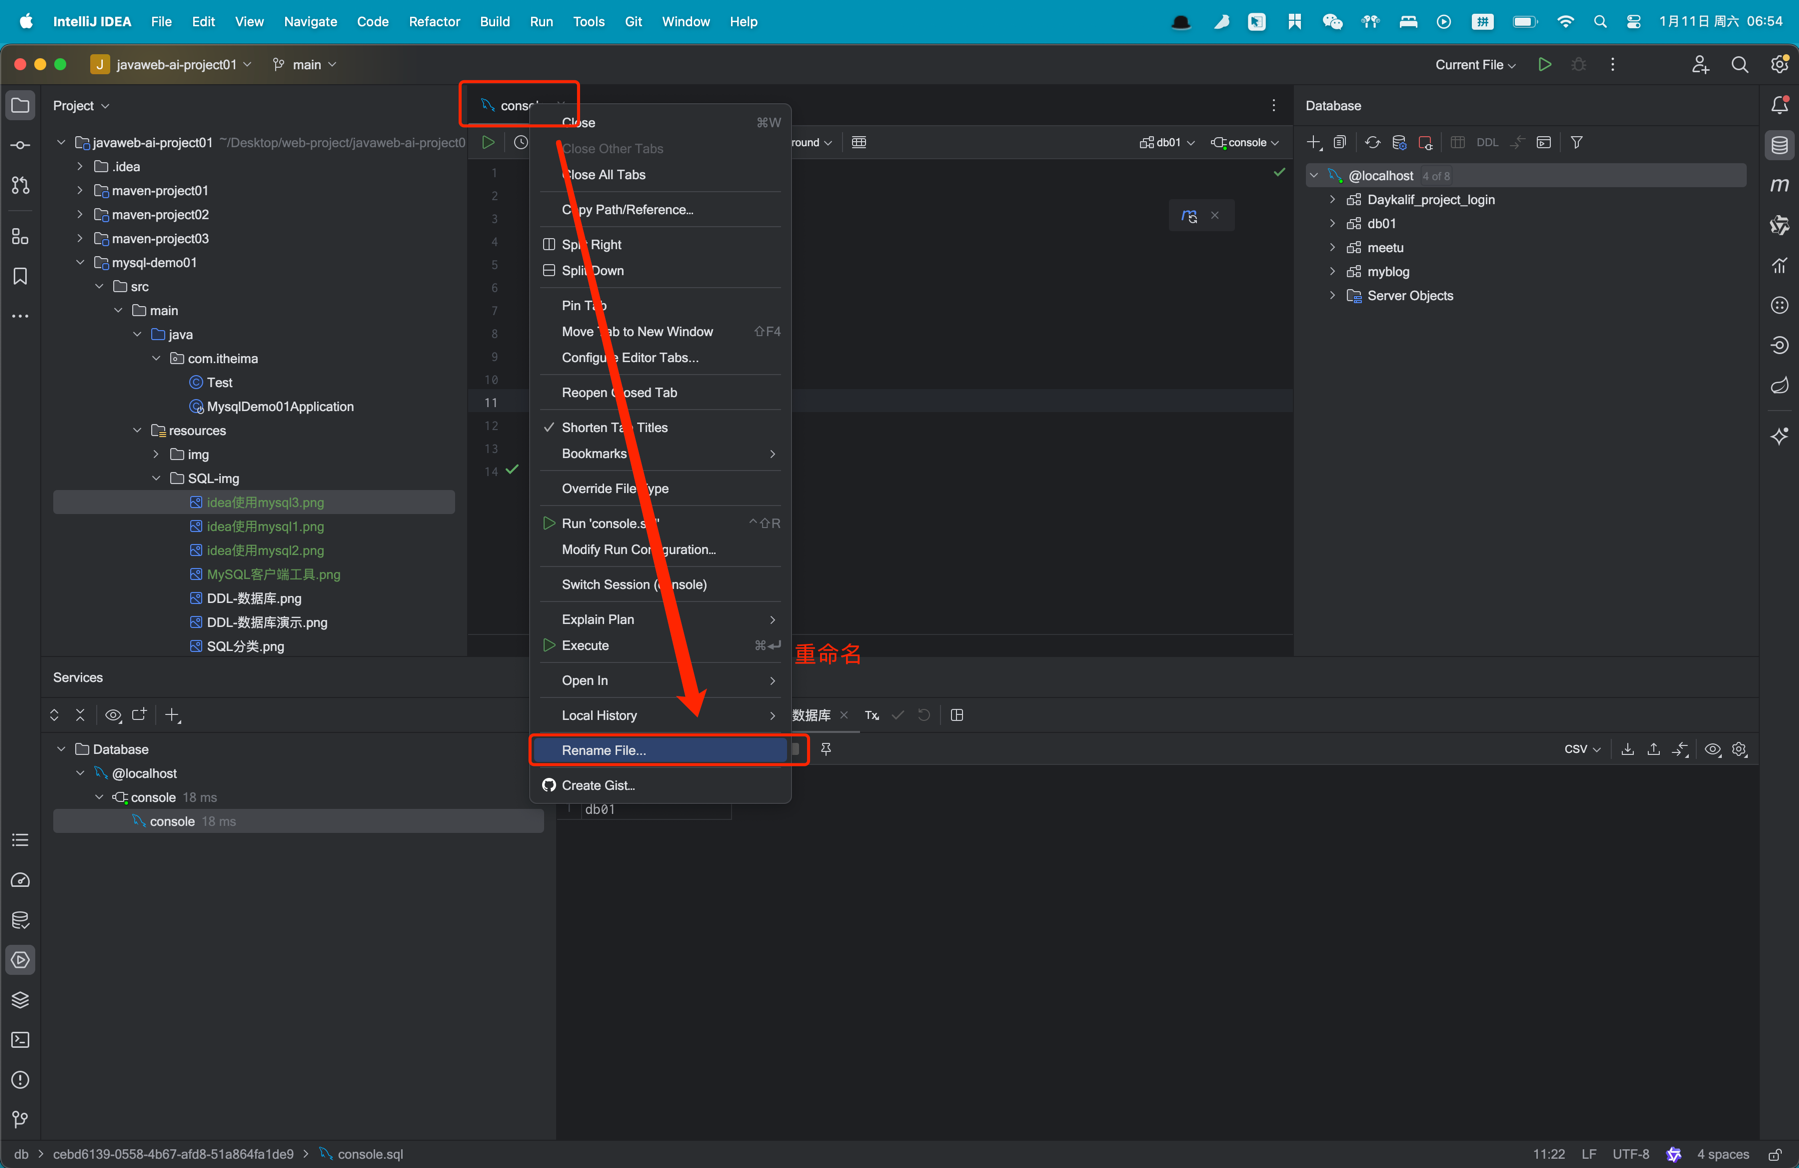 IntelliJ IDEA File Edit View Navigate Code Refactor Build Run Tools Git Window Help 拼 1月11日 周六 06:54
J javaweb-ai-project01 main Current File
Project
javaweb-ai-project01 ~/Desktop/web-project/javaweb-ai-project0
.idea
maven-project01
maven-project02
maven-project03
mysql-demo01
src
main
java
com.itheima
Test
MysqlDemo01Application
resources
img
SQL-img
idea使用mysql3.png
idea使用mysql1.png
idea使用mysql2.png
MySQL客户端工具.png
DDL-数据库.png
DDL-数据库演示.png
SQL分类.png
round db01 console
1
2
3
4
5
6
7
8
9
10
11
12
13
14
Close ⌘W
Close Other Tabs
Close All Tabs
Copy Path/Reference...
Split Right
Split Down
Pin Tab
Move Tab to New Window ⇧F4
Configure Editor Tabs...
Reopen Closed Tab
Shorten Tab Titles
Bookmarks
Override File Type
Run 'console.sql' ^⇧R
Modify Run Configuration...
Switch Session (console)
Explain Plan
Execute ⌘↵
Open In
Local History
Rename File...
Create Gist...
重命名
Database
DDL
@localhost 4 of 8
Daykalif_project_login
db01
meetu
myblog
Server Objects
Services
Database
@localhost
console 18 ms
console 18 ms
数据库 Tx
CSV
1 db01
db cebd6139-0558-4b67-afd8-51a864fa1de9 console.sql 11:22 LF UTF-8 4 spaces